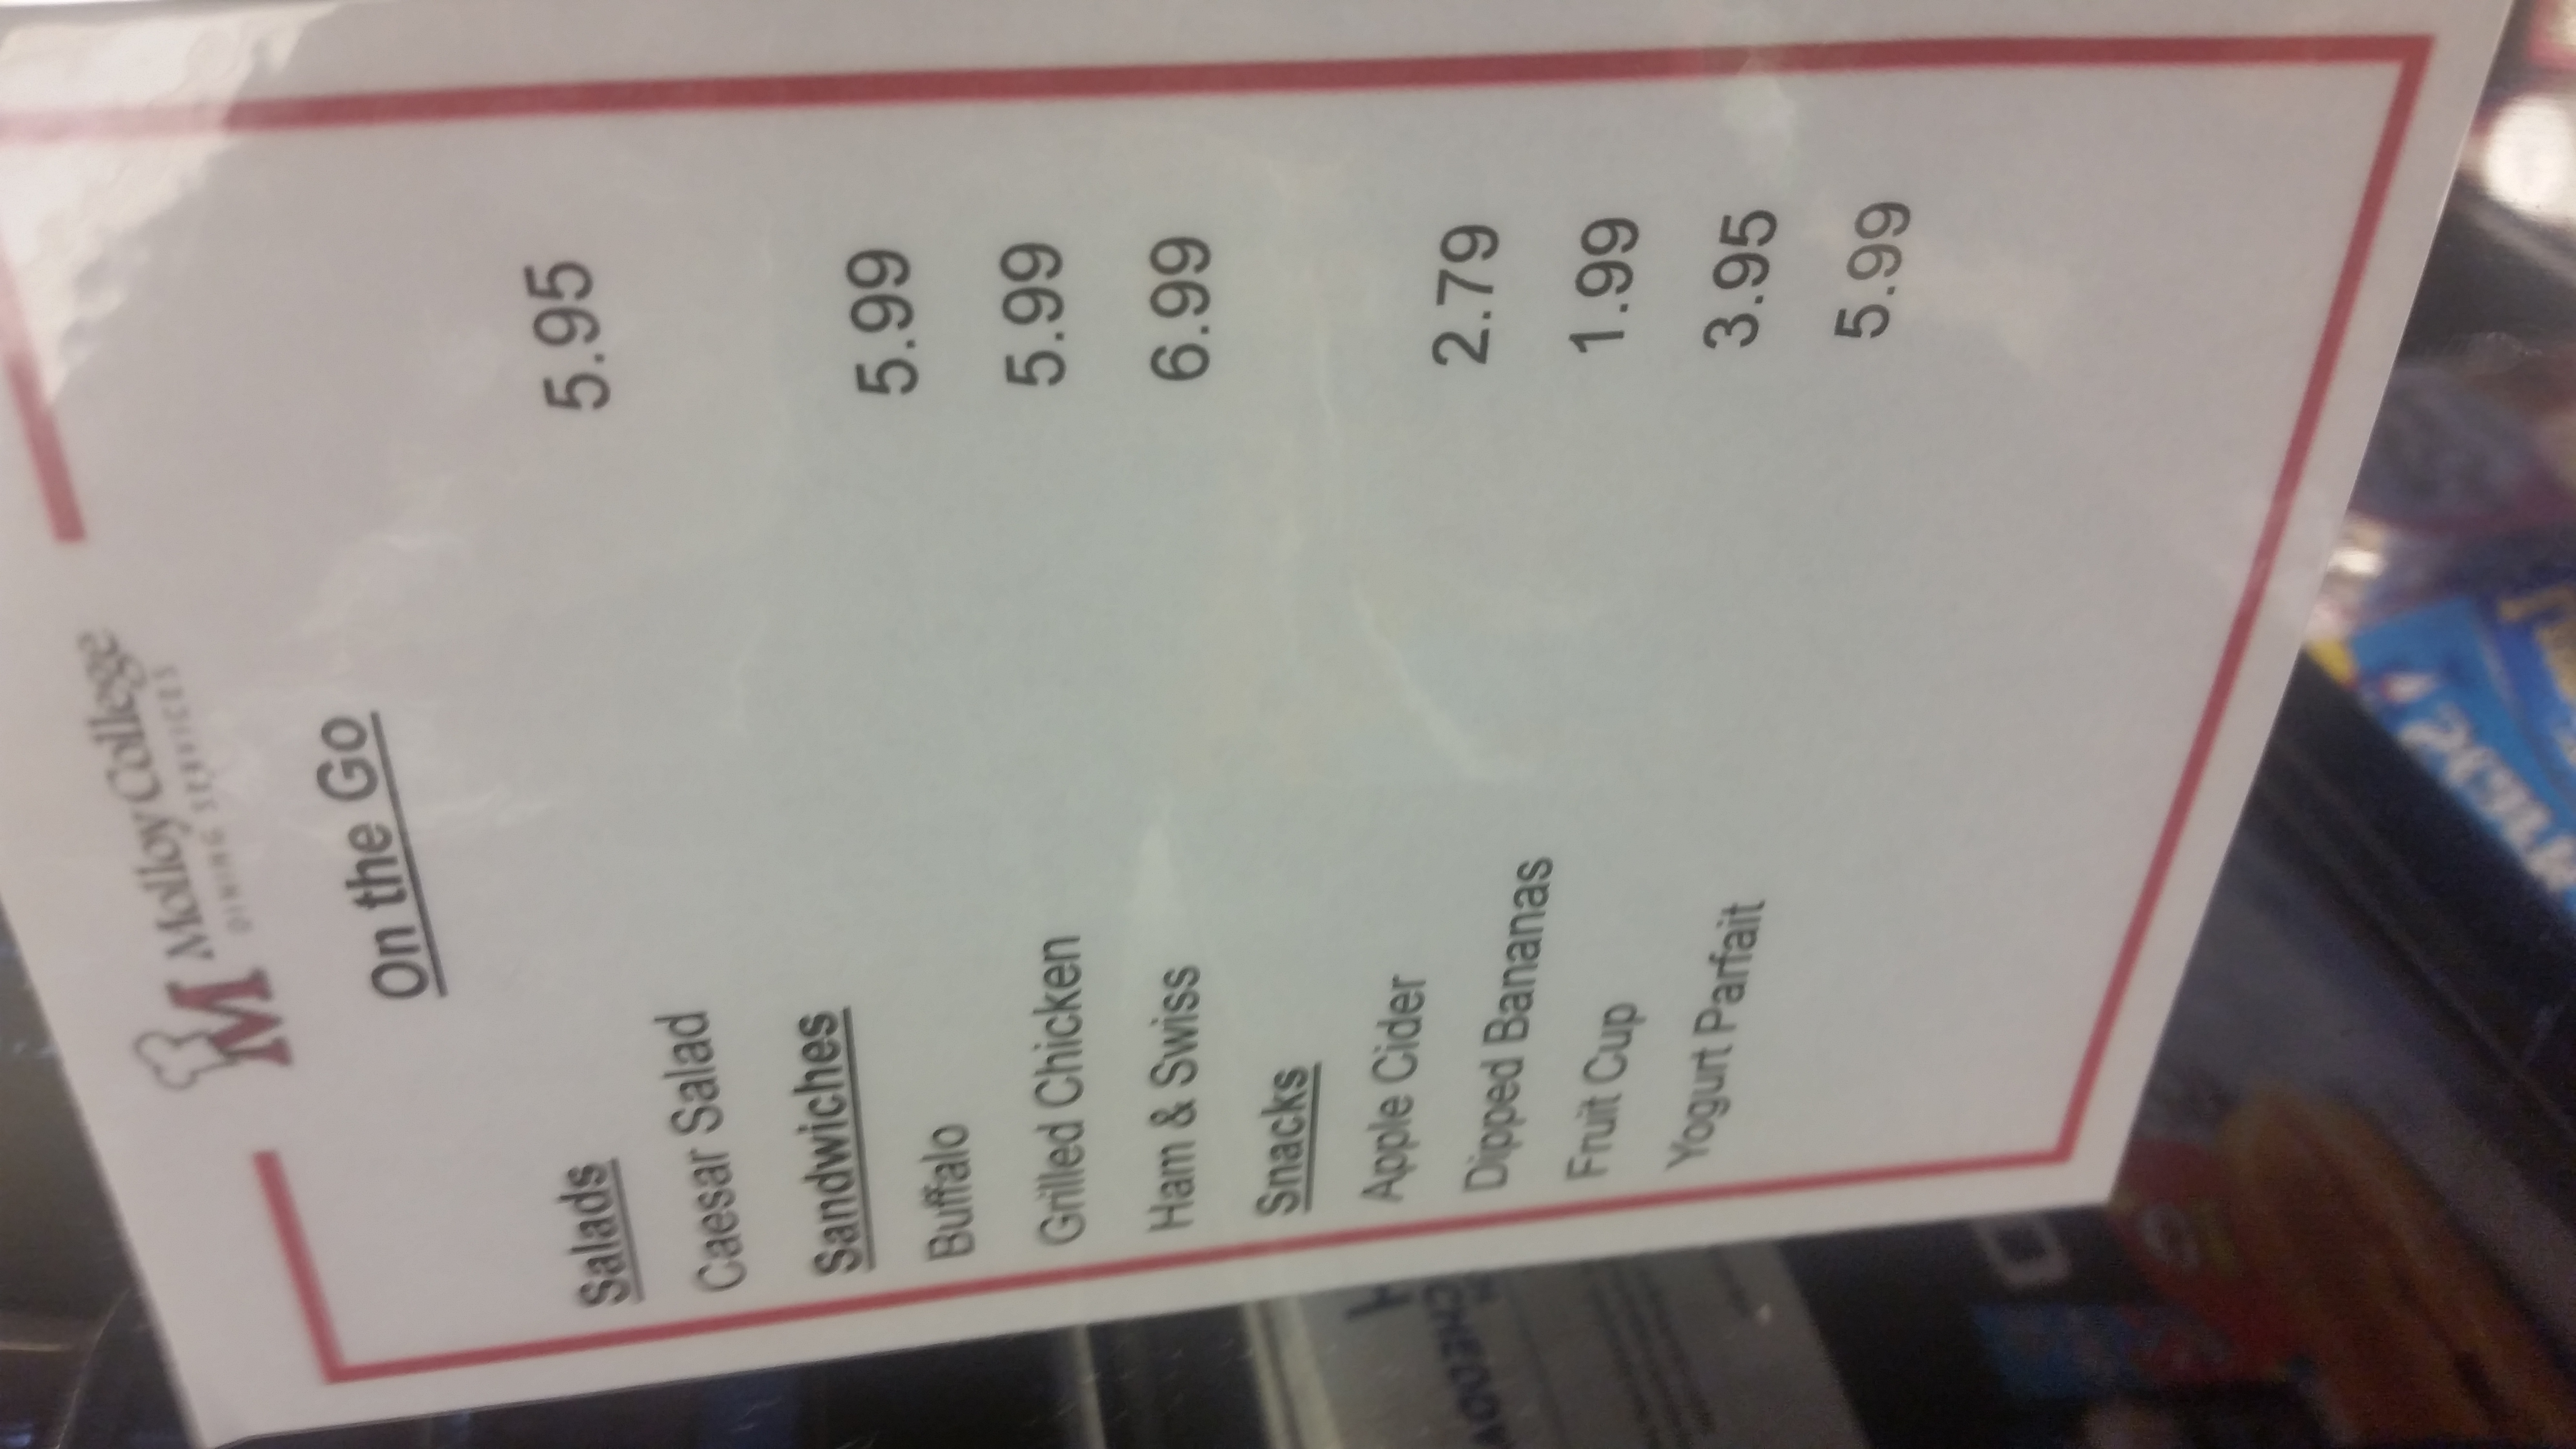 Molloy College
DINING SERVICES
On the Go
Salads
Caesar Salad 5.95
Sandwiches
Buffalo 5.99
Grilled Chicken 5.99
Ham & Swiss 6.99
Snacks
Apple Cider 2.79
Dipped Bananas 1.99
Fruit Cup 3.95
Yogurt Parfait 5.99